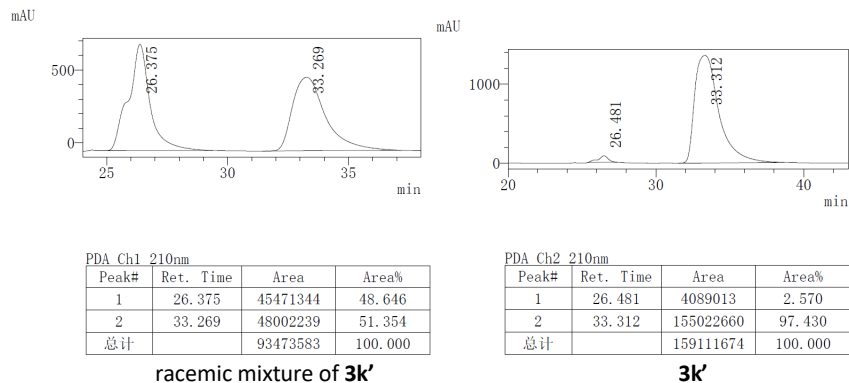 mAU
500
0
26.375
33.269
25
30
35
min
PDA Ch1 210nm
Peak# Ret. Time Area Area%
1 26.375 45471344 48.646
2 33.269 48002239 51.354
总计 93473583 100.000
racemic mixture of 3k’
mAU
1000
0
26.481
33.312
20
30
40
min
PDA Ch2 210nm
Peak# Ret. Time Area Area%
1 26.481 4089013 2.570
2 33.312 155022660 97.430
总计 159111674 100.000
3k’